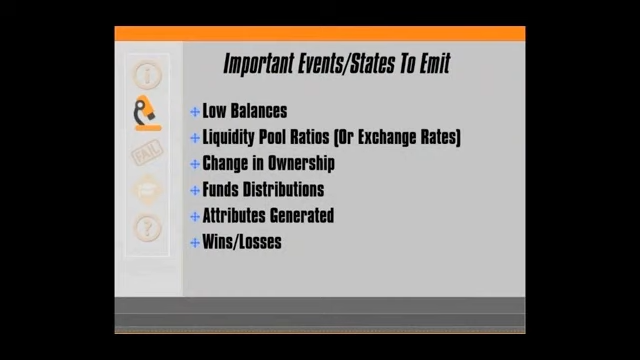 Important Events/States To Emit
Low Balances
Liquidity Pool Ratios (Or Exchange Rates)
Change in Ownership
Funds Distributions
Attributes Generated
Wins/Losses
FAIL
?